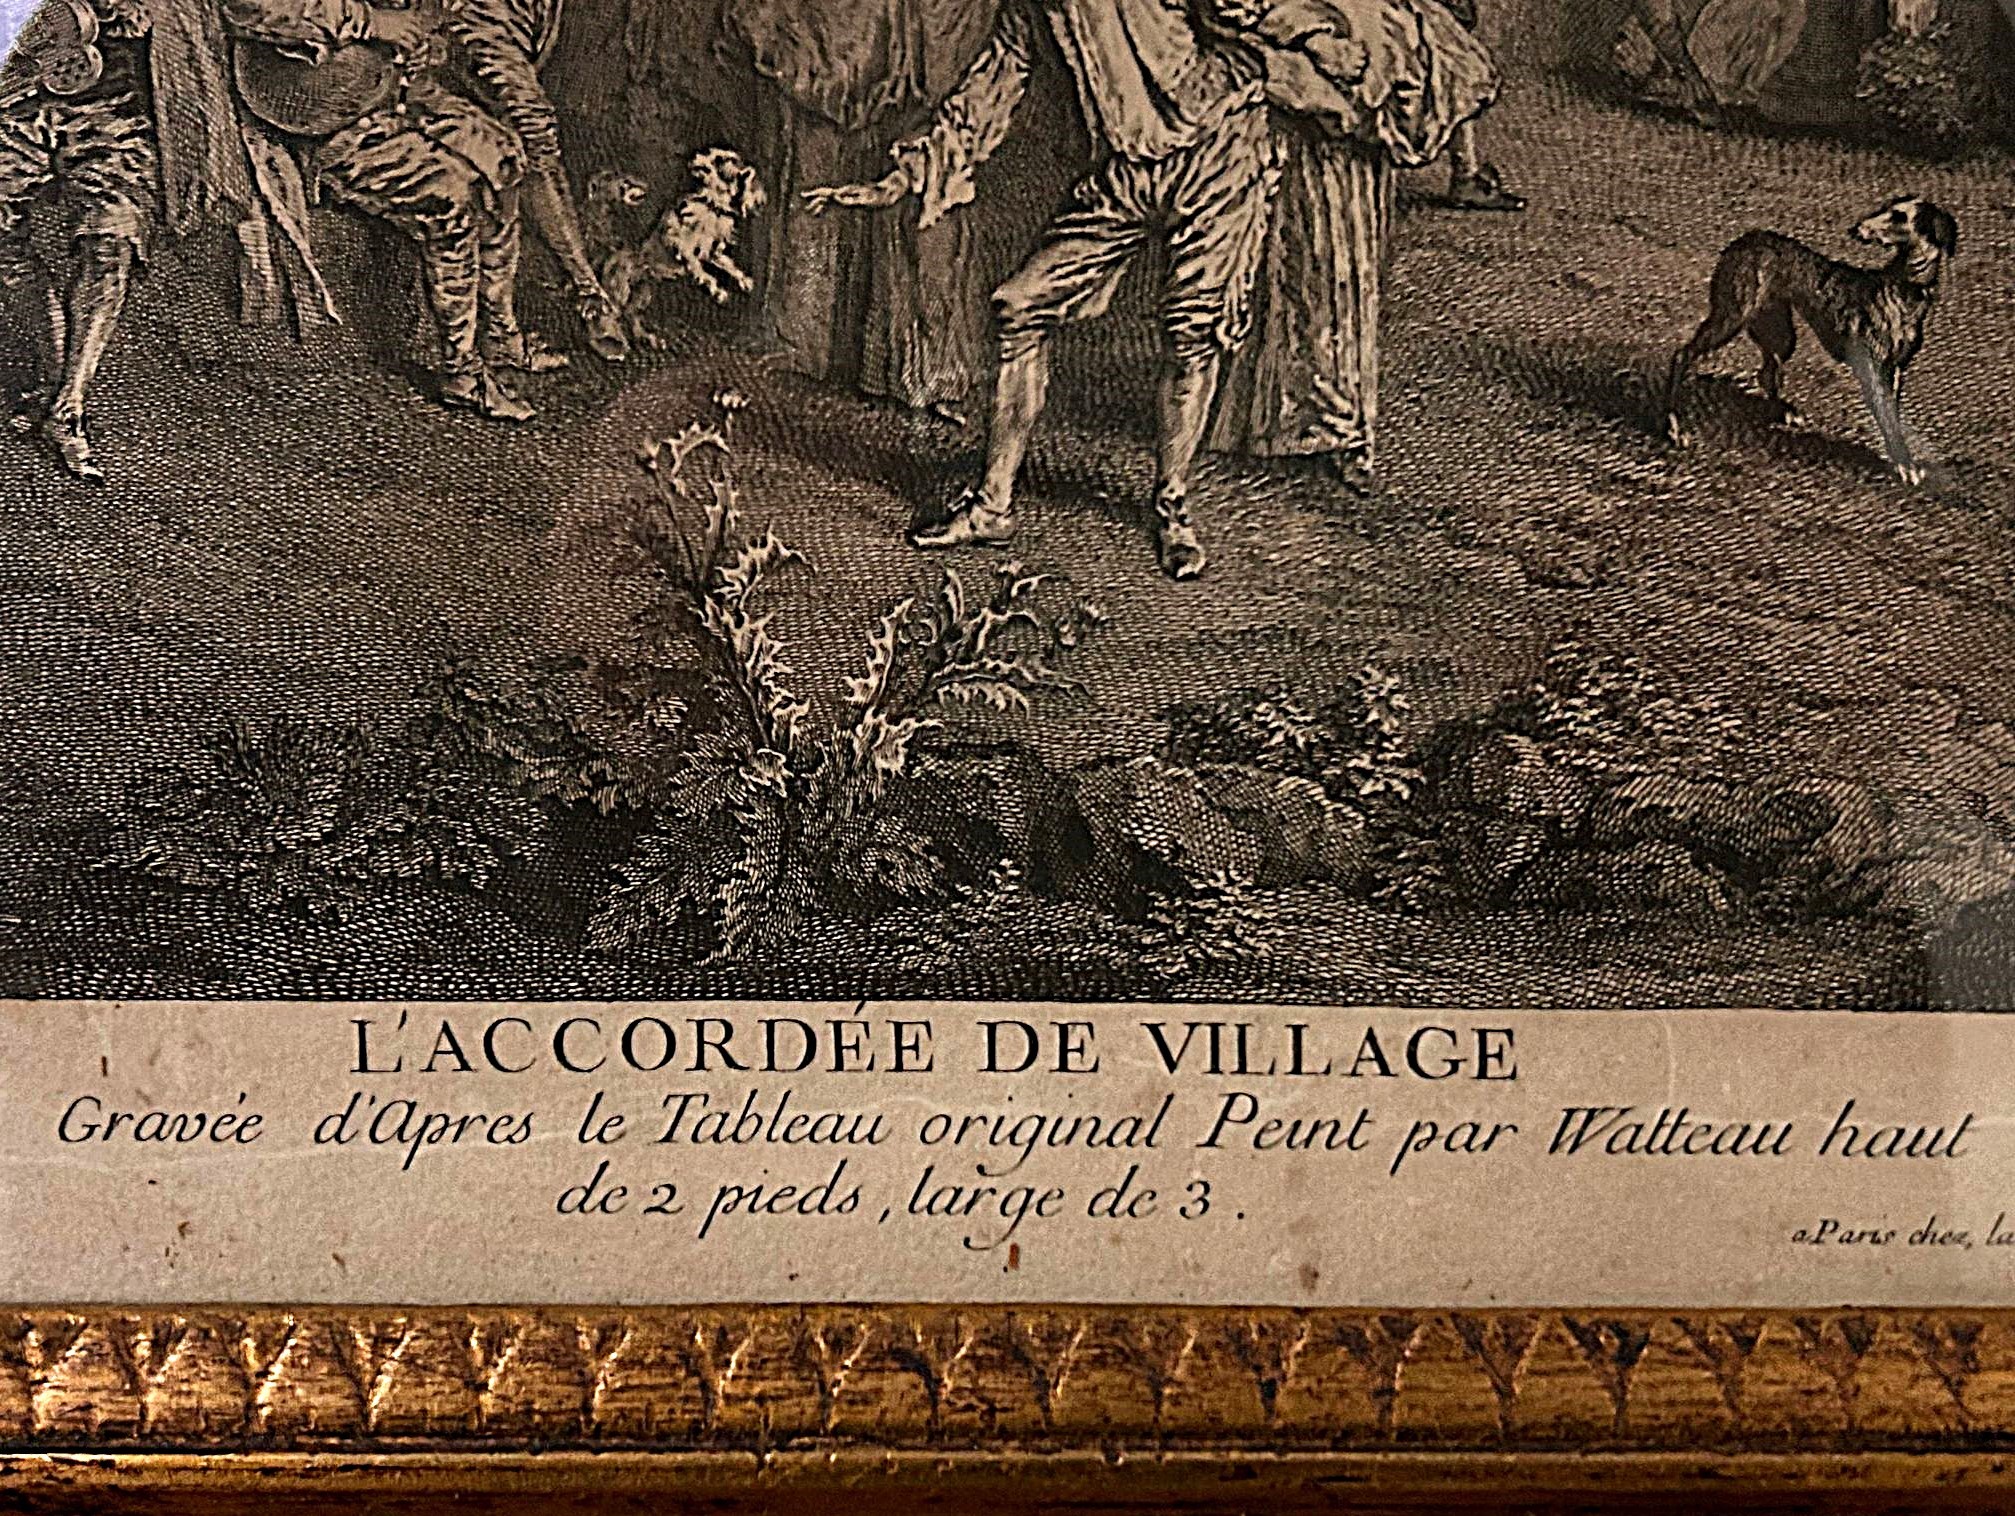 L'ACCORDÉE DE VILLAGE
Gravée d'Apres le Tableau original Peint par Watteau haut
de 2 pieds, large de 3.
a Paris chez, la